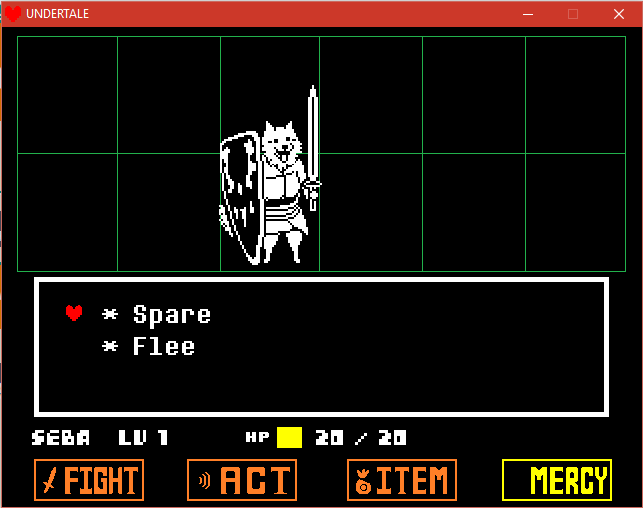 UNDERTALE
* Spare
* Flee
SEBA LV 1 HP 20 / 20
FIGHT ACT ITEM MERCY